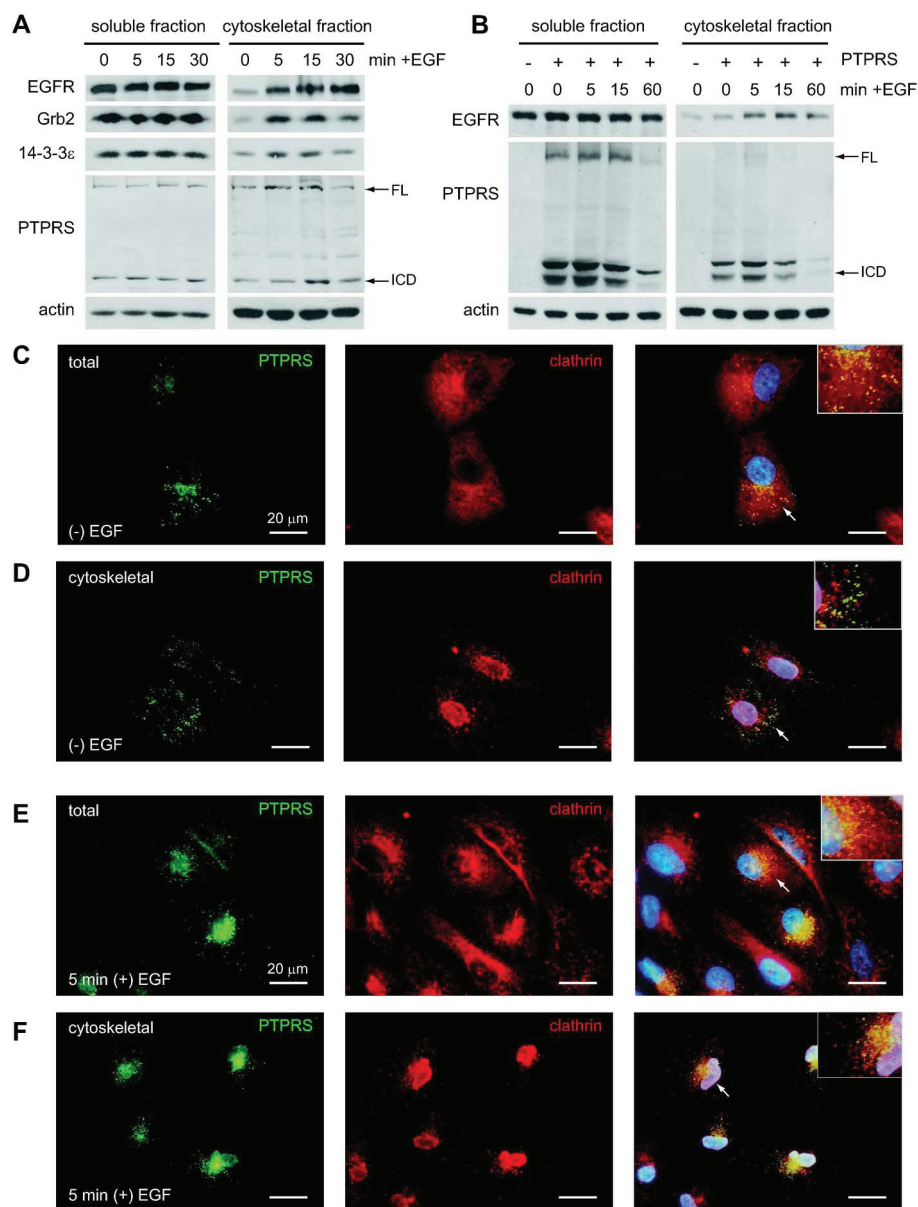 A
soluble fraction cytoskeletal fraction
0 5 15 30 0 5 15 30 min +EGF
EGFR
Grb2
14-3-3ε
PTPRS
FL
ICD
actin
B
soluble fraction cytoskeletal fraction
- + + + + - + + + + PTPRS
0 0 5 15 60 0 0 5 15 60 min +EGF
EGFR
PTPRS
FL
ICD
actin
C
total PTPRS clathrin
(-) EGF 20 μm
D
cytoskeletal PTPRS clathrin
(-) EGF
E
total PTPRS clathrin
5 min (+) EGF 20 μm
F
cytoskeletal PTPRS clathrin
5 min (+) EGF